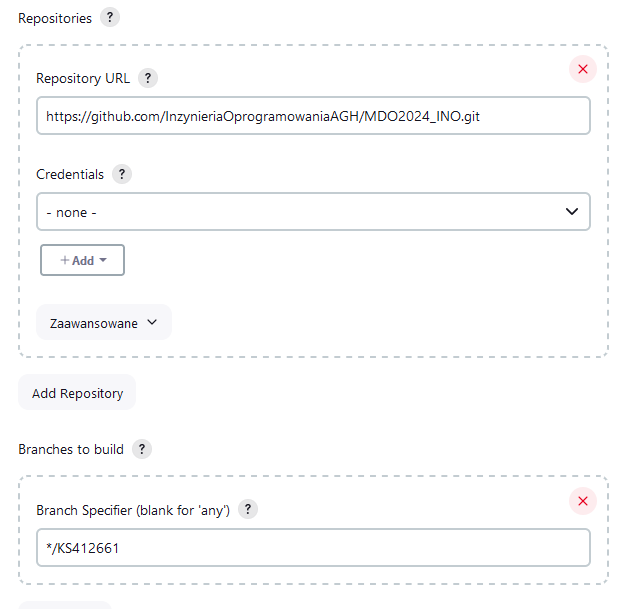 Repositories ?
Repository URL ?
https://github.com/InzynieriaOprogramowaniaAGH/MDO2024_INO.git
Credentials ?
- none -
+ Add
Zaawansowane
Add Repository
Branches to build ?
Branch Specifier (blank for 'any') ?
*/KS412661